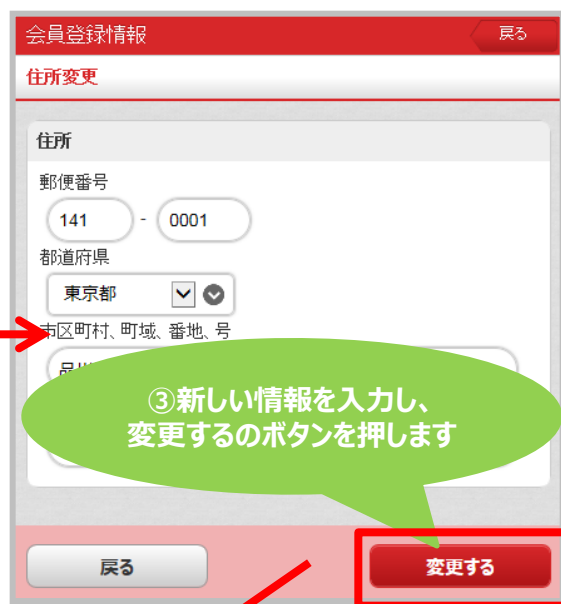 会員登録情報
戻る
住所変更
住所
郵便番号
141 - 0001
都道府県
東京都
市区町村、町域、番地、号
③新しい情報を入力し、
変更するのボタンを押します
戻る
変更する